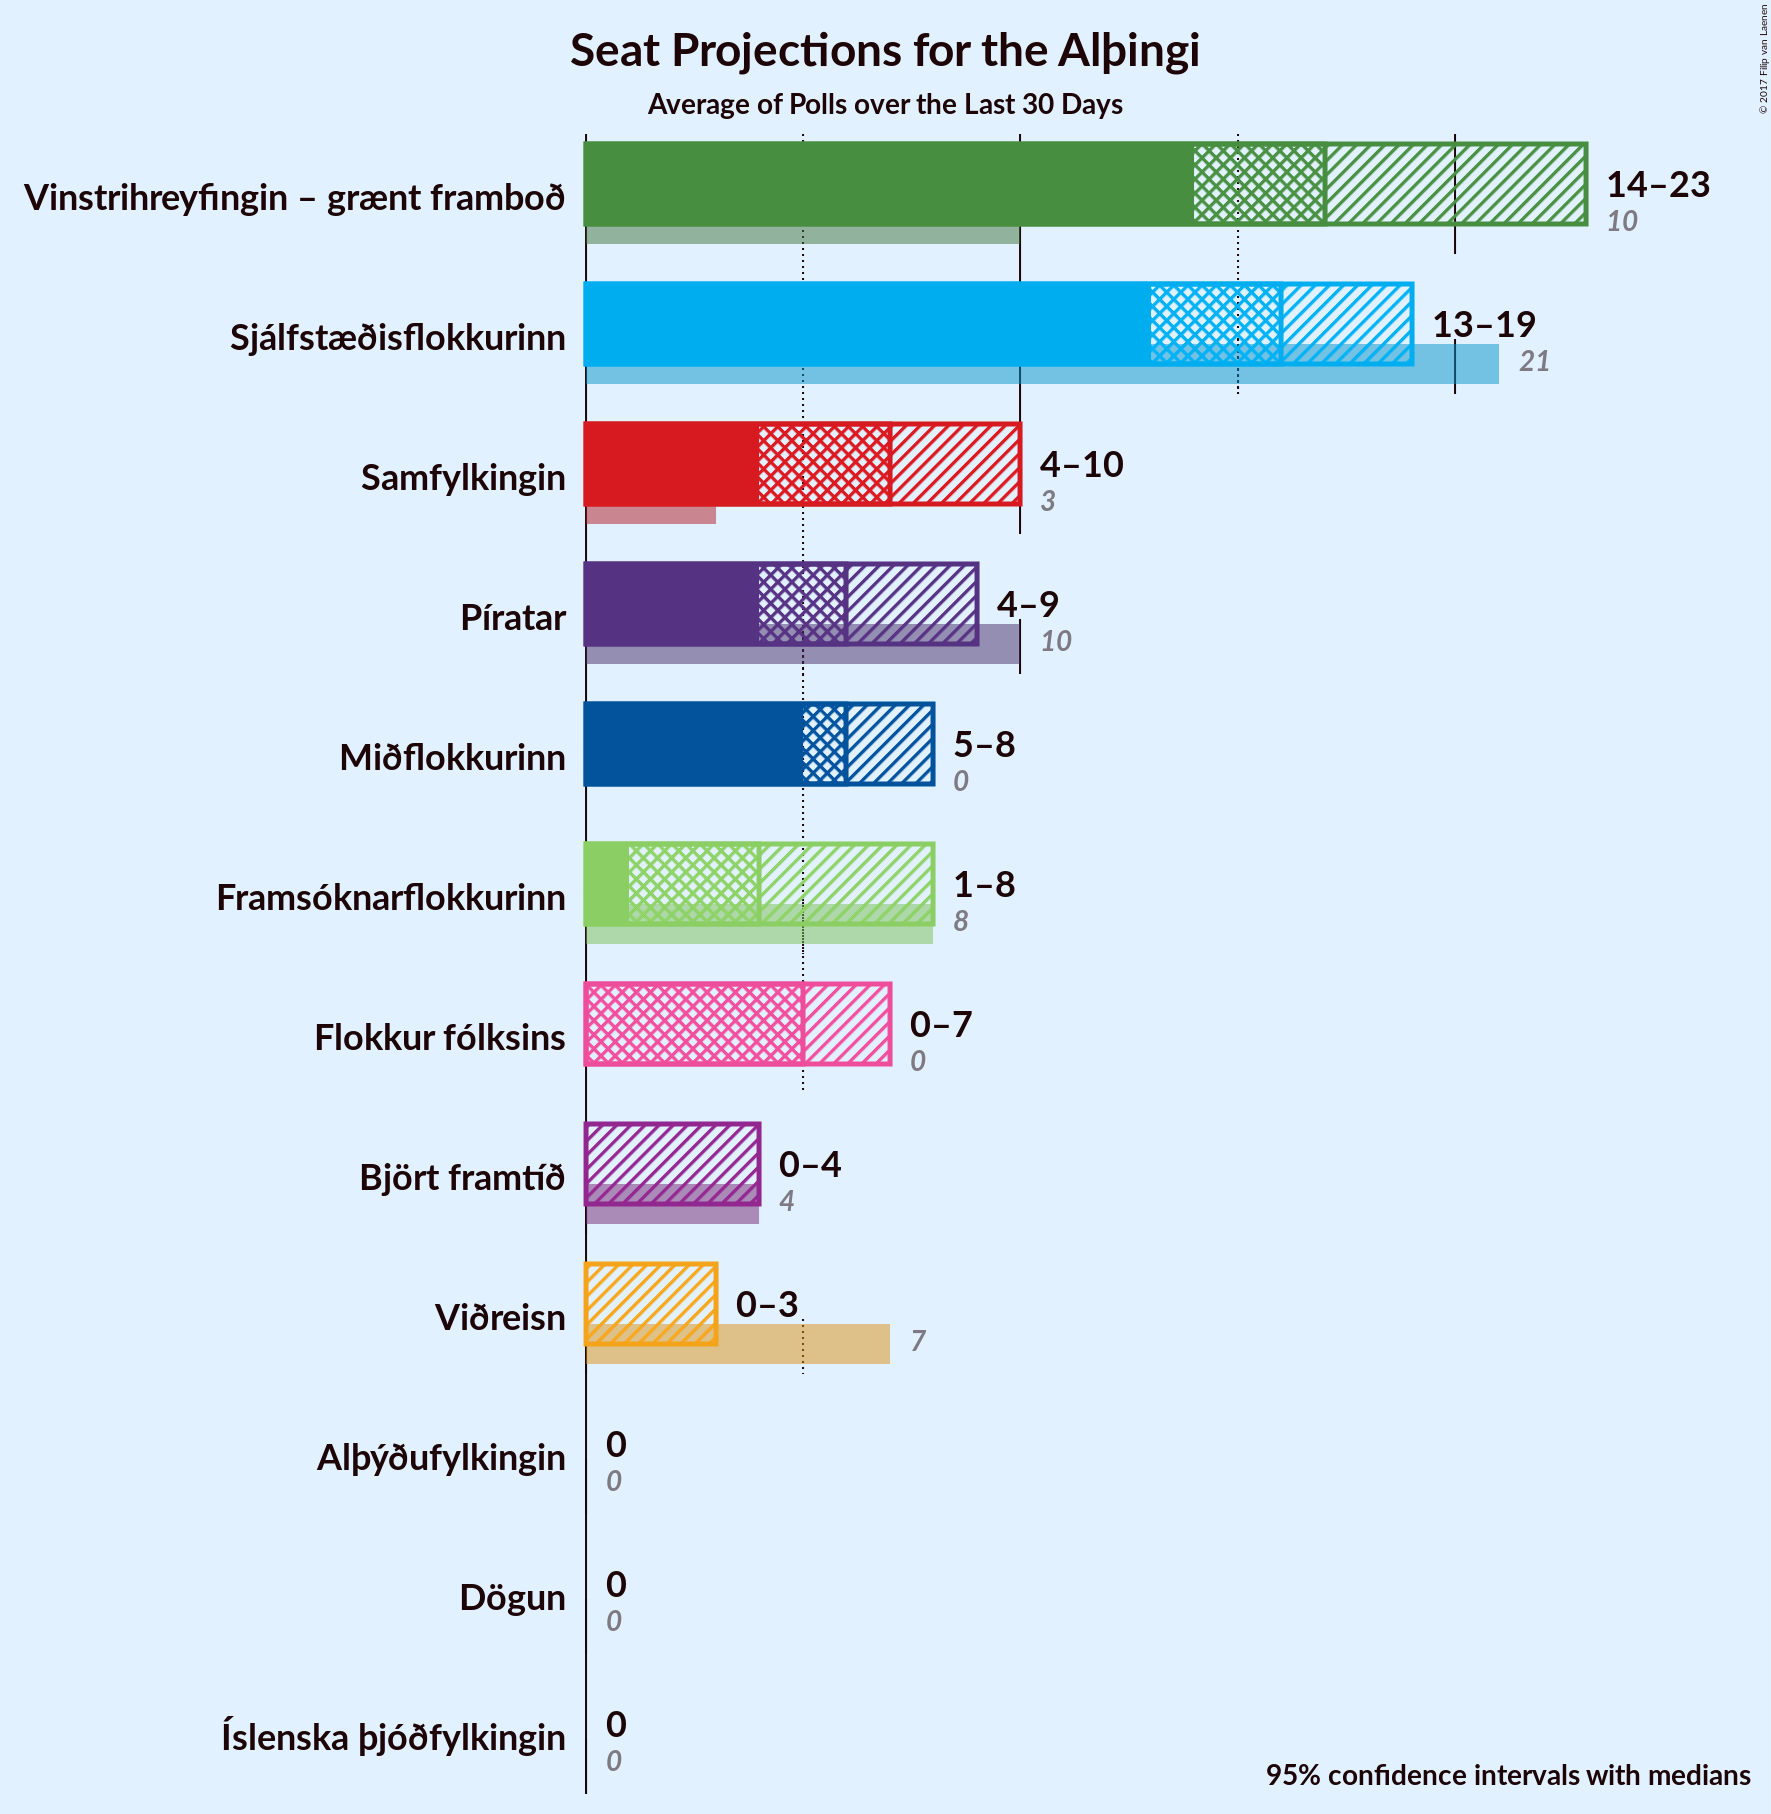 © 2017 Filip van Laenen
Seat Projections for the Alþingi
Average of Polls over the Last 30 Days
Vinstrihreyfingin – grænt framboð
14–23
10
Sjálfstæðisflokkurinn
13–19
21
Samfylkingin
4–10
3
Píratar
4–9
10
Miðflokkurinn
5–8
0
Framsóknarflokkurinn
1–8
8
Flokkur fólksins
0–7
0
Björt framtíð
0–4
4
Viðreisn
0–3
7
Alþýðufylkingin
0
0
Dögun
0
0
Íslenska þjóðfylkingin
0
0
95% confidence intervals with medians